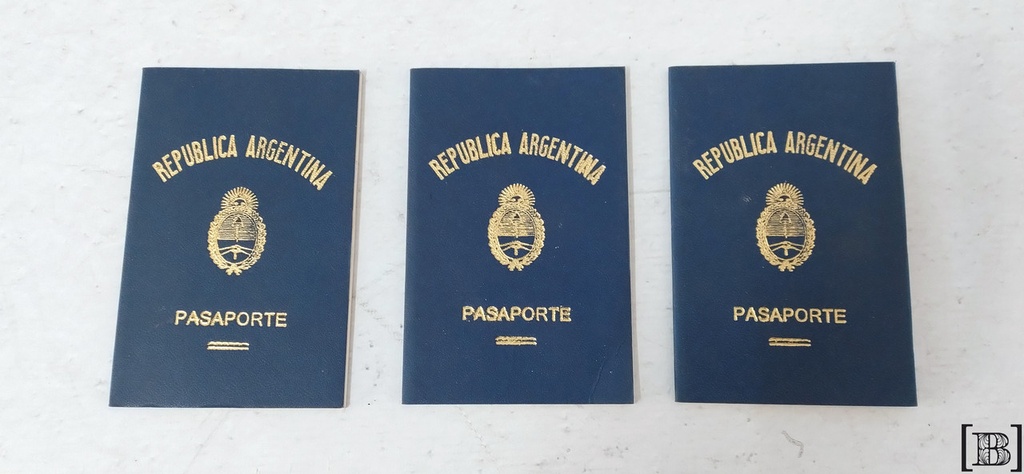 REPUBLICA ARGENTINA
PASAPORTE
REPUBLICA ARGENTINA
PASAPORTE
REPUBLICA ARGENTINA
PASAPORTE
[B]